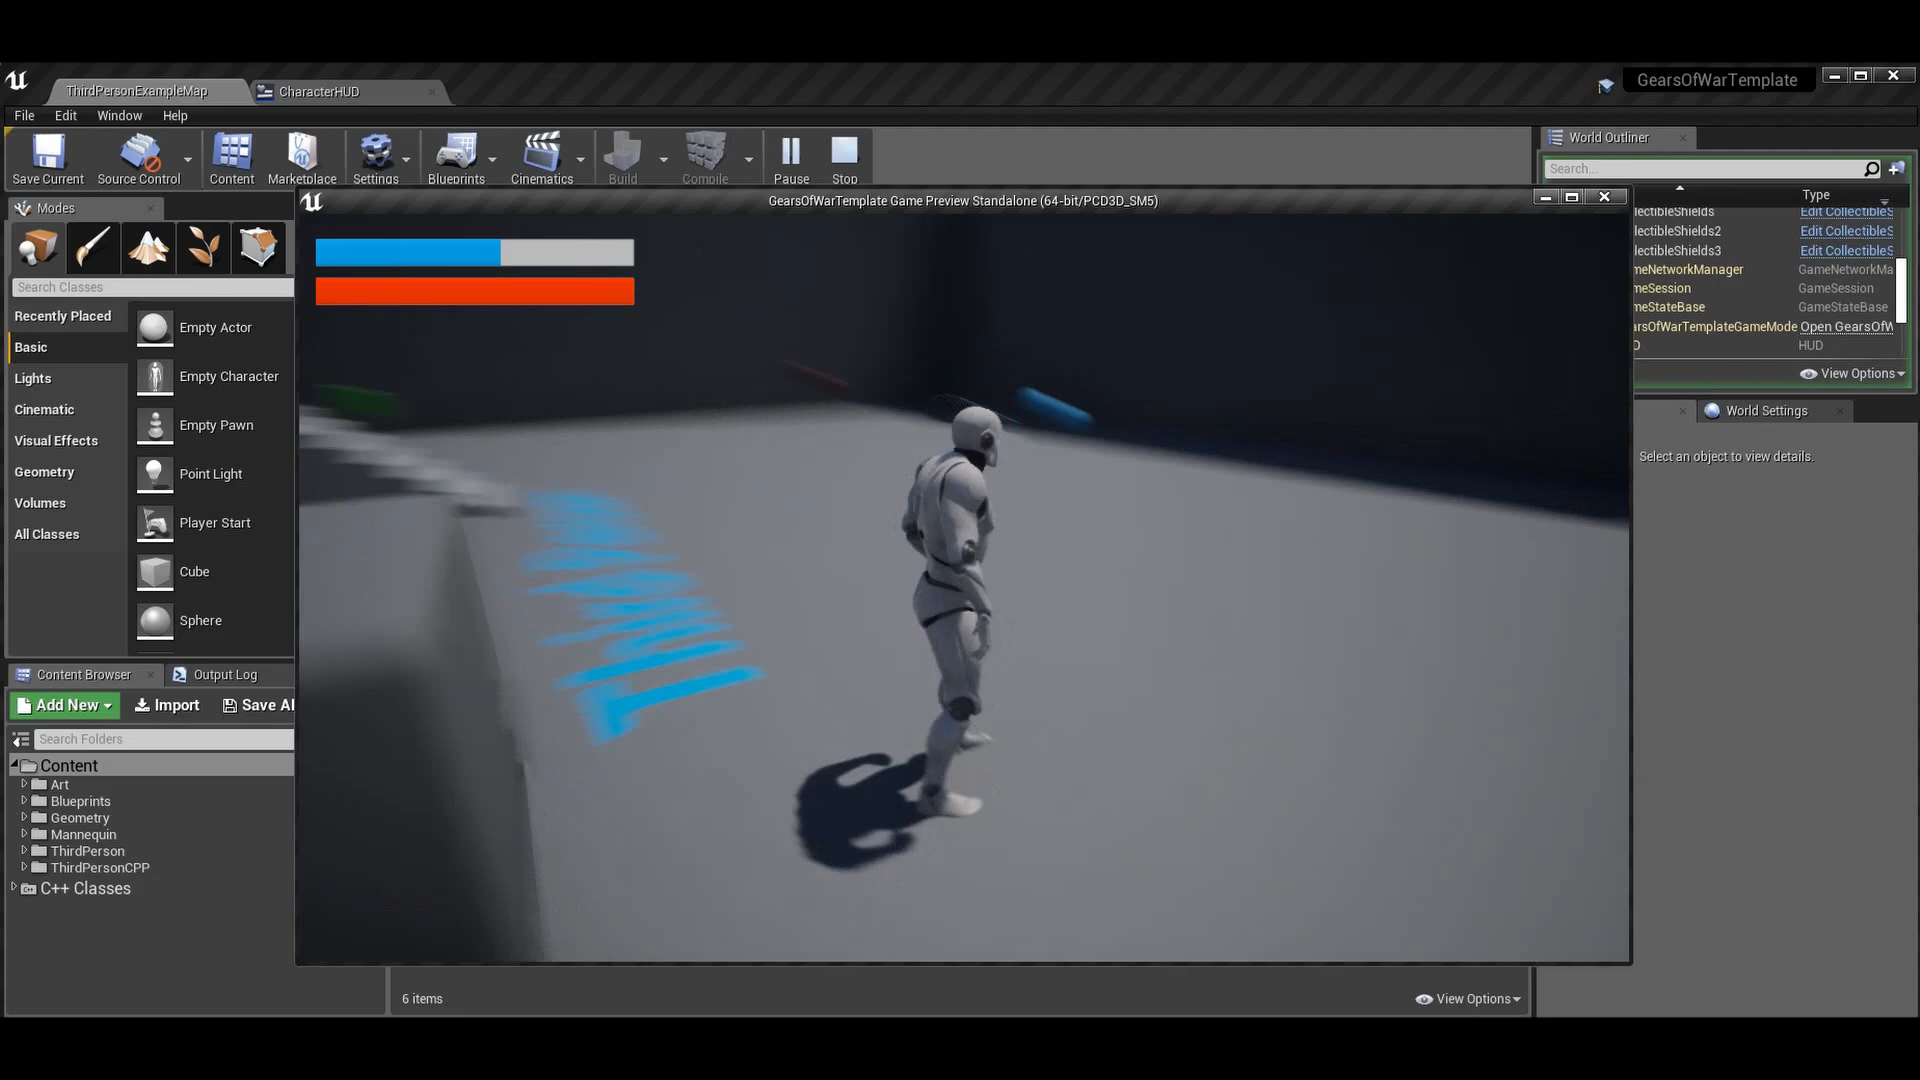 ThirdPersonExampleMap
CharacterHUD
GearsOfWarTemplate
File Edit Window Help
Save Current
Source Control
Content
Marketplace
Settings
Blueprints
Cinematics
Build
Compile
Pause
Stop
World Outliner
Search...
Type
lectibleShields Edit CollectibleS
lectibleShields2 Edit CollectibleS
lectibleShields3 Edit CollectibleS
meNetworkManager GameNetworkMa
meSession GameSession
meStateBase GameStateBase
arsOfWarTemplateGameMode Open GearsOfW
D HUD
View Options
World Settings
Select an object to view details.
GearsOfWarTemplate Game Preview Standalone (64-bit/PCD3D_SM5)
Modes
Search Classes
Recently Placed
Basic
Lights
Cinematic
Visual Effects
Geometry
Volumes
All Classes
Empty Actor
Empty Character
Empty Pawn
Point Light
Player Start
Cube
Sphere
Content Browser
Output Log
Add New
Import
Save Al
Search Folders
Content
Art
Blueprints
Geometry
Mannequin
ThirdPerson
ThirdPersonCPP
C++ Classes
6 items
View Options